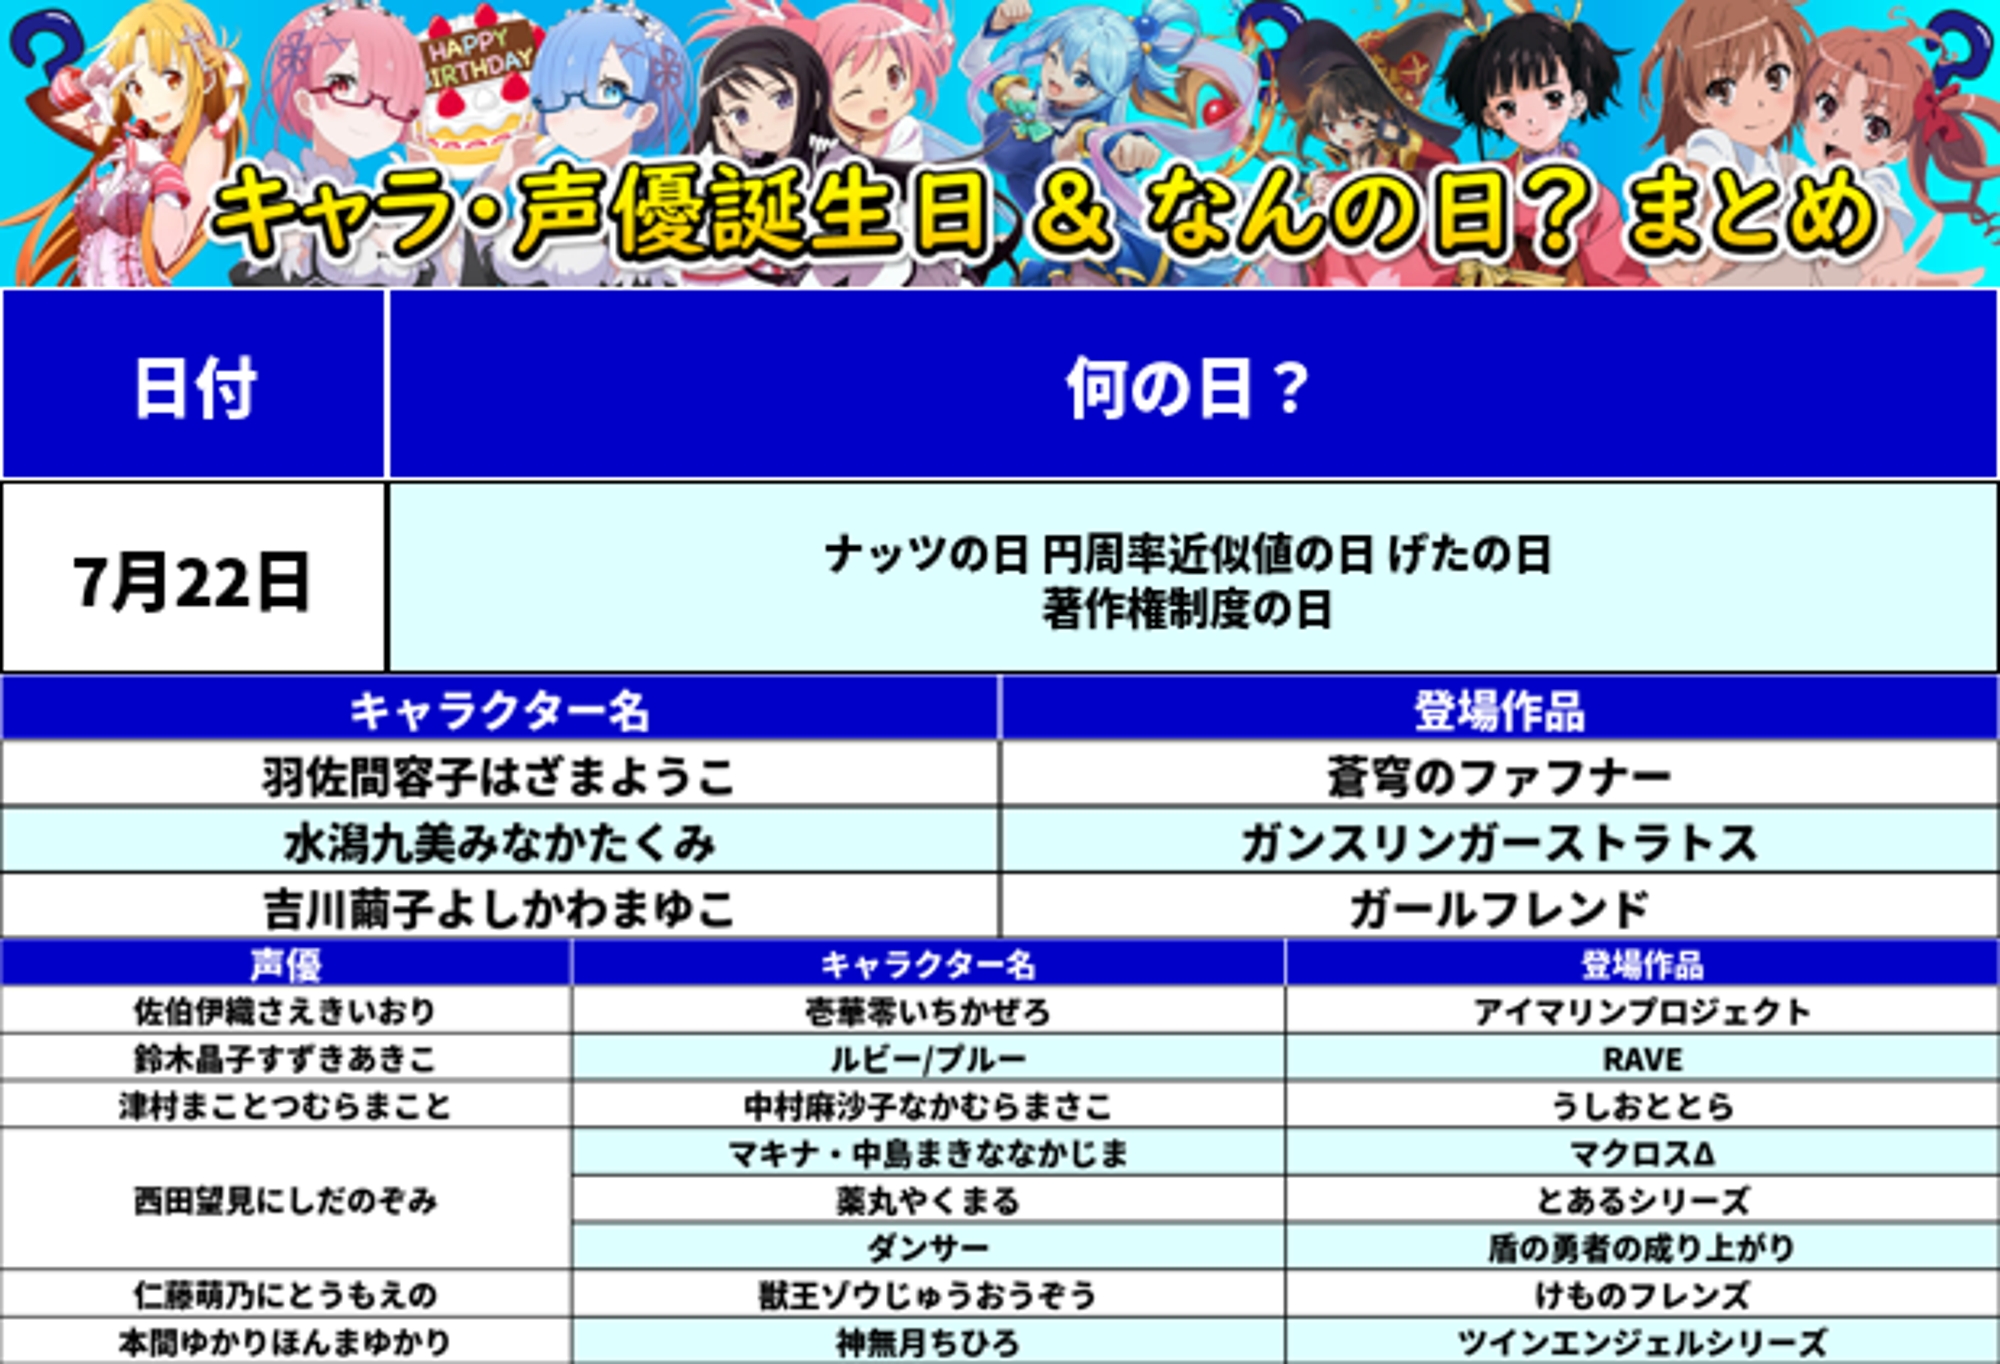 HAPPY
BIRTHDAY
キャラ・声優誕生日 & なんの日? まとめ
日付 何の日？
7月22日 ナッツの日 円周率近似値の日 げたの日
著作権制度の日
キャラクター名 登場作品
羽佐間容子はざまようこ 蒼穹のファフナー
水潟九美みなかたくみ ガンスリンガーストラトス
吉川繭子よしかわまゆこ ガールフレンド
声優 キャラクター名 登場作品
佐伯伊織さえきいおり 壱華零いちかぜろ アイマリンプロジェクト
鈴木晶子すずきあきこ ルビー/プルー RAVE
津村まことつむらまこと 中村麻沙子なかむらまさこ うしおととら
西田望見にしだのぞみ マキナ・中島まきななかじま マクロスΔ
薬丸やくまる とあるシリーズ
ダンサー 盾の勇者の成り上がり
仁藤萌乃にとうもえの 獣王ゾウじゅうおうぞう けものフレンズ
本間ゆかりほんまゆかり 神無月ちひろ ツインエンジェルシリーズ